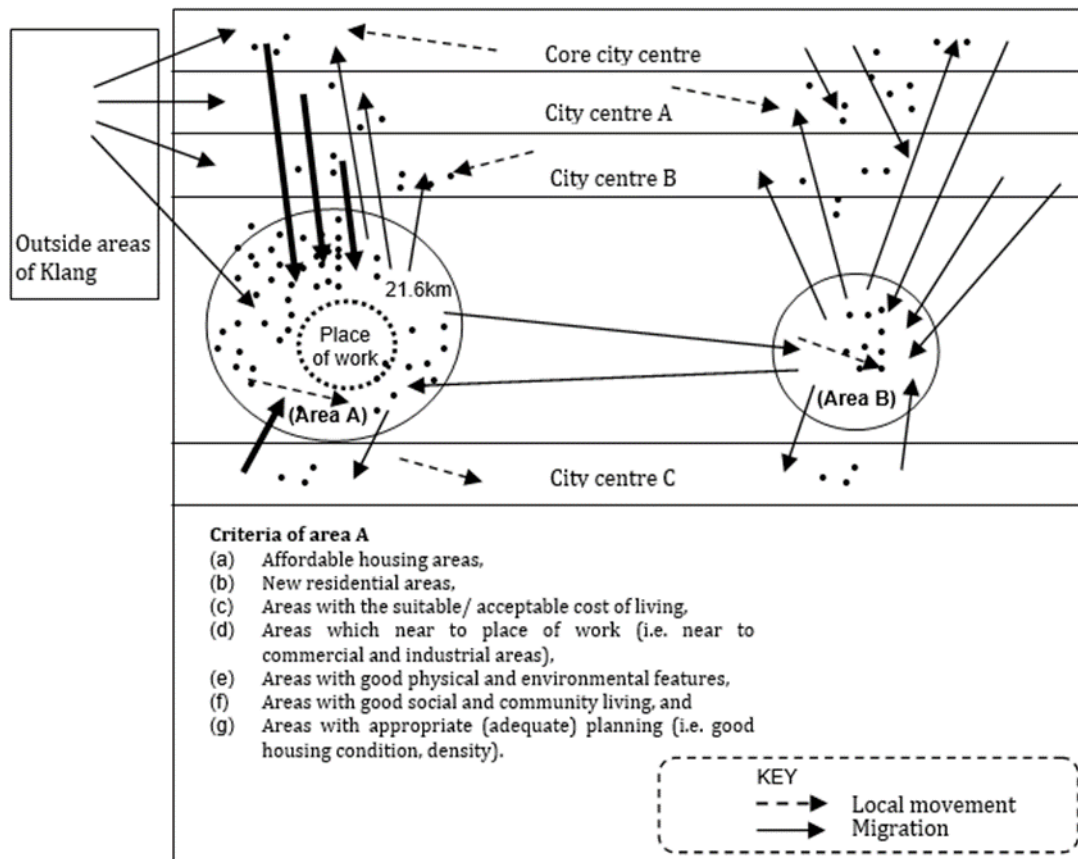 Core city centre
City centre A
City centre B
Outside areas
of Klang
21.6km
Place
of work
(Area A)
(Area B)
City centre C
Criteria of area A
(a) Affordable housing areas,
(b) New residential areas,
(c) Areas with the suitable/ acceptable cost of living,
(d) Areas which near to place of work (i.e. near to
commercial and industrial areas),
(e) Areas with good physical and environmental features,
(f) Areas with good social and community living, and
(g) Areas with appropriate (adequate) planning (i.e. good
housing condition, density).
KEY
Local movement
Migration